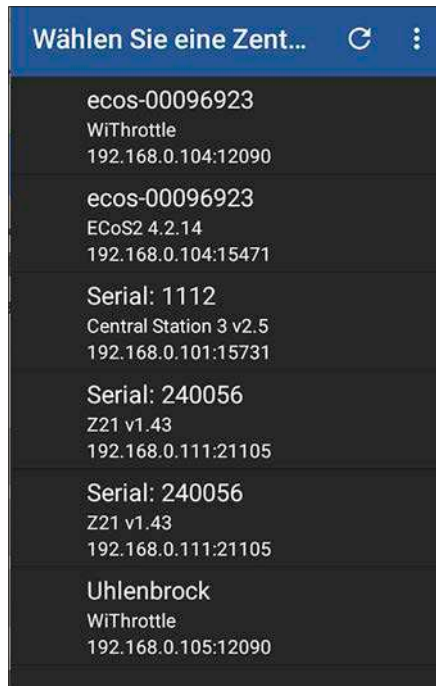 Wählen Sie eine Zent...
ecos-00096923
WiThrottle
192.168.0.104:12090
ecos-00096923
ECoS2 4.2.14
192.168.0.104:15471
Serial: 1112
Central Station 3 v2.5
192.168.0.101:15731
Serial: 240056
Z21 v1.43
192.168.0.111:21105
Serial: 240056
Z21 v1.43
192.168.0.111:21105
Uhlenbrock
WiThrottle
192.168.0.105:12090